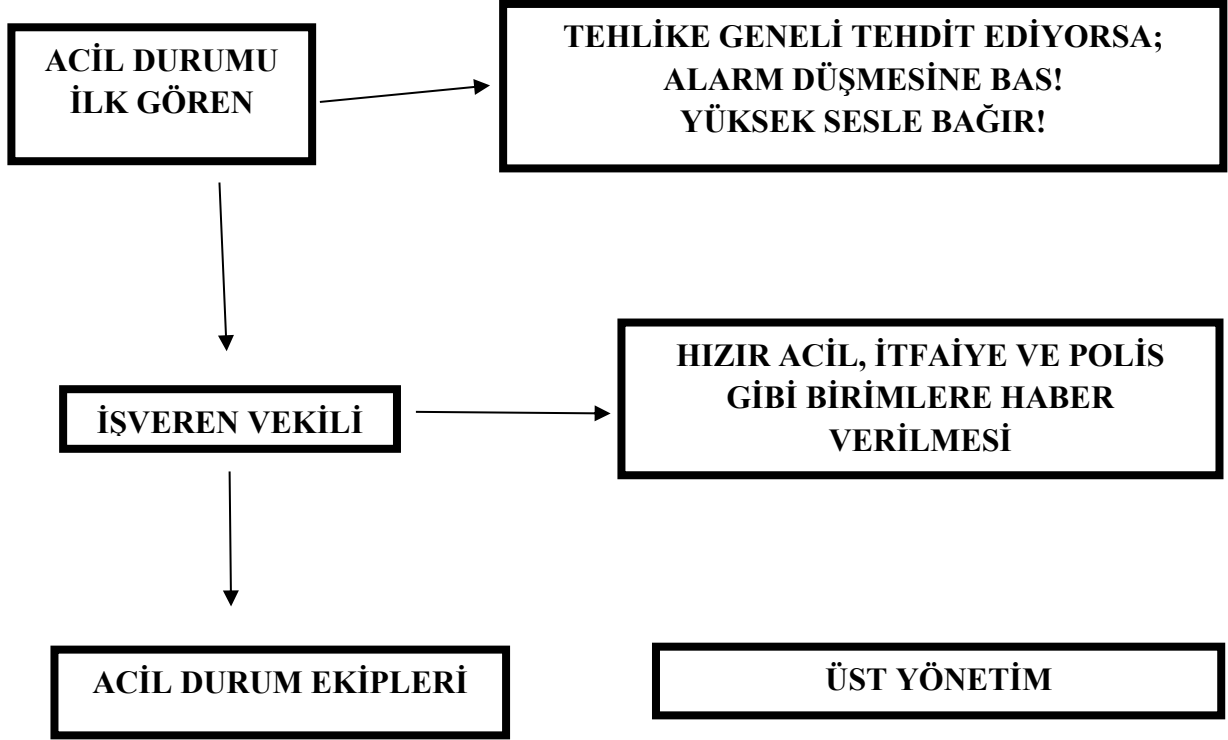 ACİL DURUMU
İLK GÖREN
TEHLİKE GENELİ TEHDİT EDİYORSA;
ALARM DÜŞMESİNE BAS!
YÜKSEK SESLE BAĞIR!
İŞVEREN VEKİLİ
HIZIR ACİL, İTFAİYE VE POLİS
GİBİ BİRİMLERE HABER
VERİLMESİ
ACİL DURUM EKİPLERİ
ÜST YÖNETİM